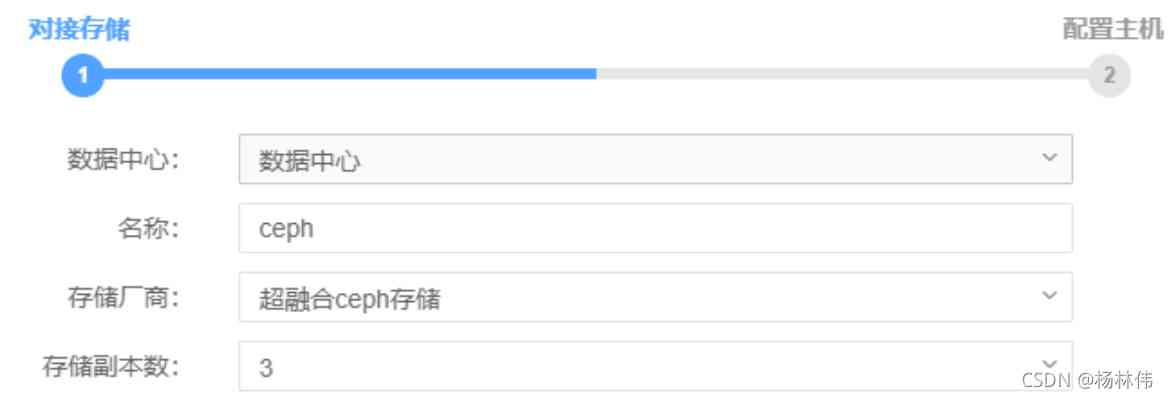 对接存储 配置主机
1 2
数据中心： 数据中心
名称： ceph
存储厂商： 超融合ceph存储
存储副本数： 3
CSDN @杨林伟